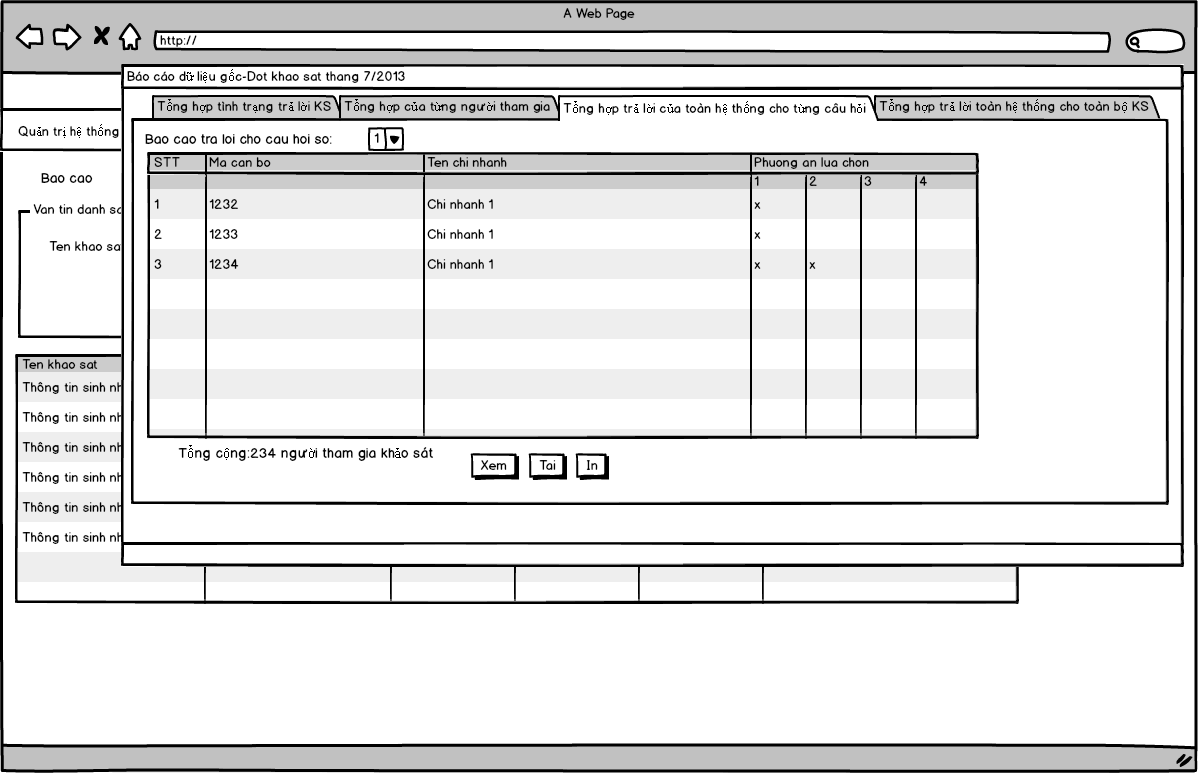 A Web Page
http://
Báo cáo dữ liệu gốc-Dot khao sat thang 7/2013
Tổng hợp tình trạng trả lời KS
Tổng hợp của từng người tham gia
Tổng hợp trả lời của toàn hệ thống cho từng câu hỏi
Tổng hợp trả lời toàn hệ thống cho toàn bộ KS
Quản trị hệ thống
Bao cao tra loi cho cau hoi so: 1
STT Ma can bo Ten chi nhanh Phuong an lua chon
1 2 3 4
1 1232 Chi nhanh 1 x
2 1233 Chi nhanh 1 x
3 1234 Chi nhanh 1 x x
Tổng cộng:234 người tham gia khảo sát
Xem Tai In
Bao cao
Van tin danh sa
Ten khao sa
Ten khao sat
Thông tin sinh nh
Thông tin sinh nh
Thông tin sinh nh
Thông tin sinh nh
Thông tin sinh nh
Thông tin sinh nh